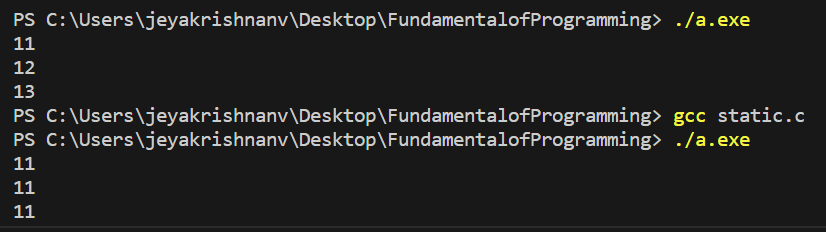 PS C:\Users\jeyakrishnanv\Desktop\FundamentalofProgramming> ./a.exe
11
12
13
PS C:\Users\jeyakrishnanv\Desktop\FundamentalofProgramming> gcc static.c
PS C:\Users\jeyakrishnanv\Desktop\FundamentalofProgramming> ./a.exe
11
11
11